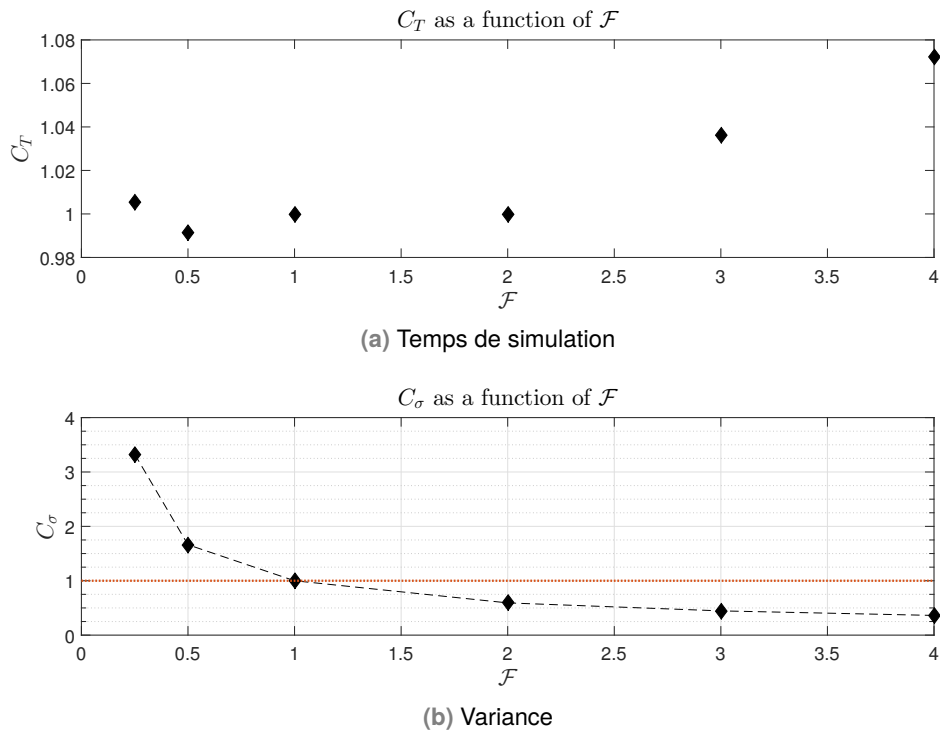 C_T as a function of ℱ
1.08
1.06
1.04
1.02
1
0.98
C_T
0 0.5 1 1.5 2 2.5 3 3.5 4
ℱ
(a) Temps de simulation
C_σ as a function of ℱ
4
3
2
1
0
C_σ
0 0.5 1 1.5 2 2.5 3 3.5 4
ℱ
(b) Variance